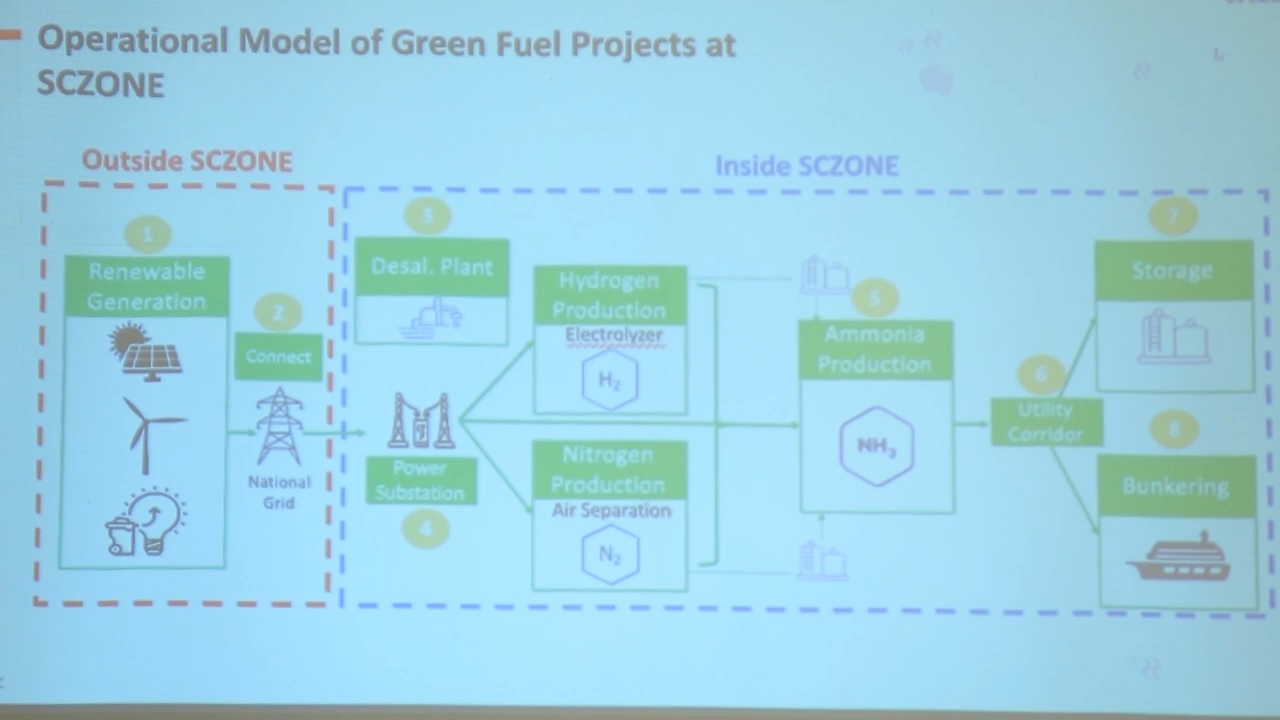 Operational Model of Green Fuel Projects at
SCZONE
Outside SCZONE
Inside SCZONE
1
Renewable
Generation
2
Connect
National
Grid
3
Desal. Plant
Power
Substation
4
Hydrogen
Production
Electrolyzer
H₂
Nitrogen
Production
Air Separation
N₂
5
Ammonia
Production
NH₃
6
Utility
Corridor
7
Storage
8
Bunkering